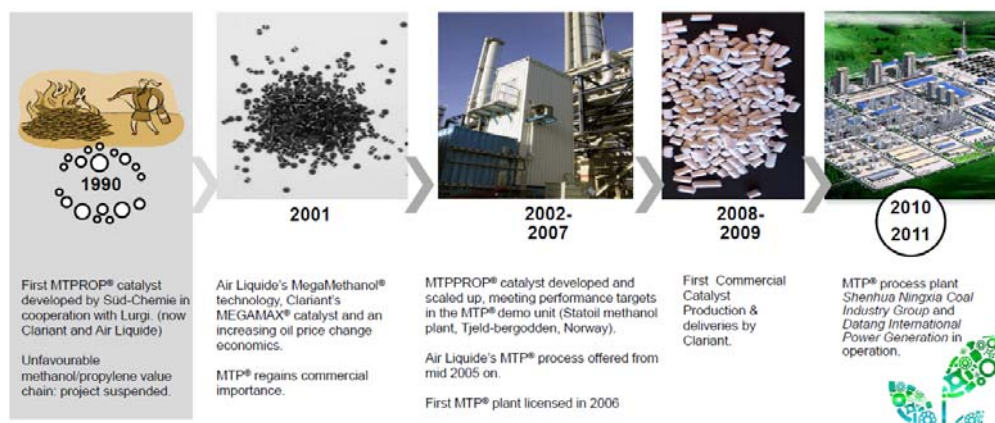 1990
First MTPROP® catalyst
developed by Süd-Chemie in
cooperation with Lurgi. (now
Clariant and Air Liquide)
Unfavourable
methanol/propylene value
chain: project suspended.
2001
Air Liquide's MegaMethanol®
technology, Clariant's
MEGAMAX® catalyst and an
increasing oil price change
economics.
MTP® regains commercial
importance.
2002-
2007
MTPPROP® catalyst developed and
scaled up, meeting performance targets
in the MTP® demo unit (Statoil methanol
plant, Tjeld-bergodden, Norway).
Air Liquide's MTP® process offered from
mid 2005 on.
First MTP® plant licensed in 2006
2008-
2009
First Commercial
Catalyst
Production &
deliveries by
Clariant.
2010
2011
MTP® process plant
Shenhua Ningxia Coal
Industry Group and
Datang International
Power Generation in
operation.